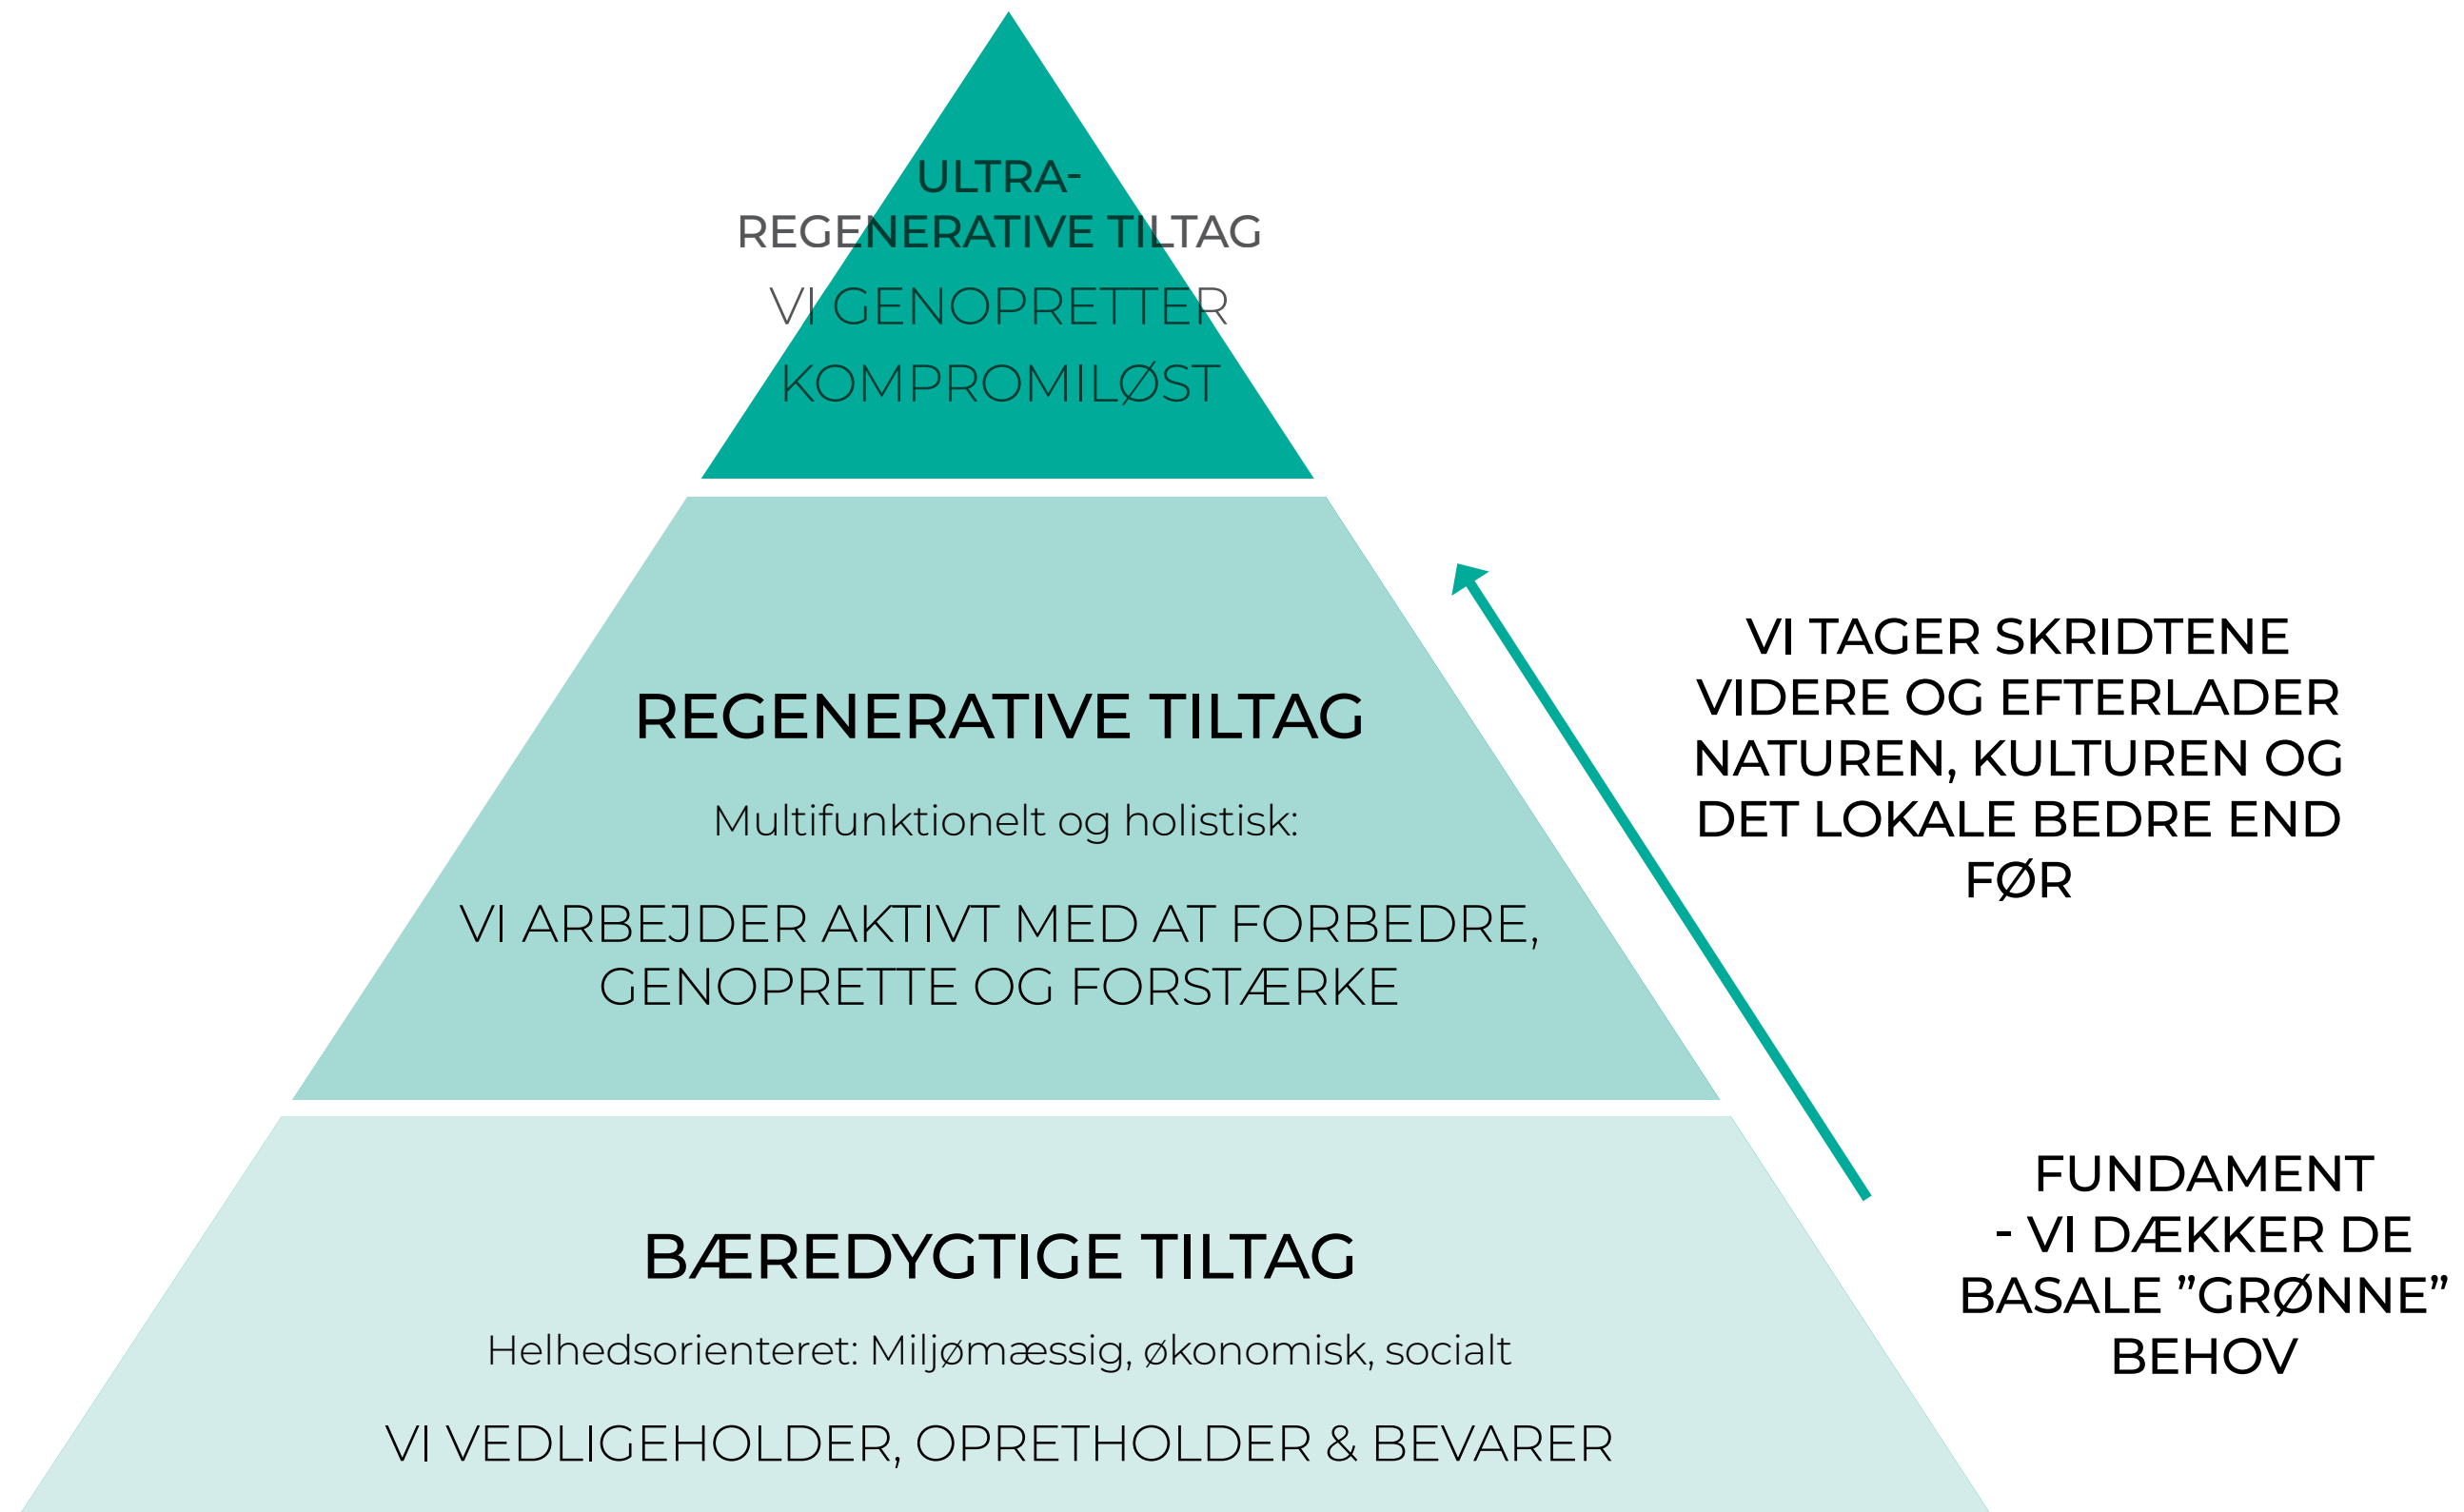 ULTRA-
REGENERATIVE TILTAG
VI GENOPRETTER
KOMPROMILØST
REGENERATIVE TILTAG
Multifunktionelt og holistisk:
VI ARBEJDER AKTIVT MED AT FORBEDRE,
GENOPRETTE OG FORSTÆRKE
VI TAGER SKRIDTENE
VIDERE OG EFTERLADER
NATUREN, KULTUREN OG
DET LOKALE BEDRE END
FØR
BÆREDYGTIGE TILTAG
Helhedsorienteret: Miljømæssig, økonomisk, socialt
VI VEDLIGEHOLDER, OPRETHOLDER & BEVARER
FUNDAMENT
- VI DÆKKER DE
BASALE ”GRØNNE”
BEHOV